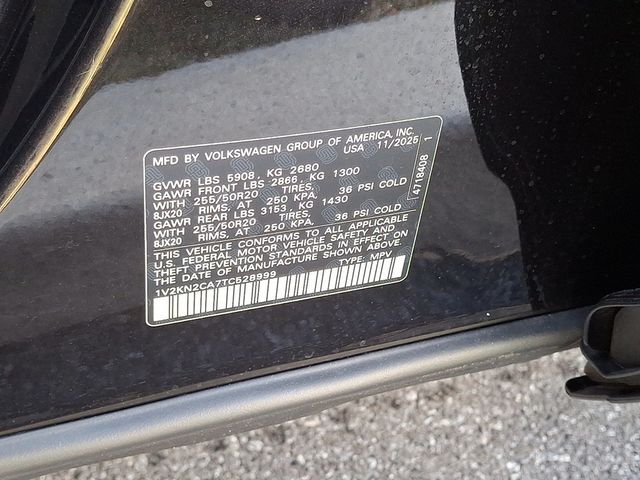 MFD BY VOLKSWAGEN GROUP OF AMERICA, INC.
USA 11/2025
GVWR LBS 5908, KG 2680
GAWR FRONT LBS 2866, KG 1300
WITH 255/50R20 TIRES, 36 PSI COLD
8JX20 RIMS, AT 250 KPA,
GAWR REAR LBS 3153, KG 1430
WITH 255/50R20 TIRES, 36 PSI COLD
8JX20 RIMS, AT 250 KPA,
THIS VEHICLE CONFORMS TO ALL APPLICABLE
U.S. FEDERAL MOTOR VEHICLE SAFETY AND
THEFT PREVENTION STANDARDS IN EFFECT ON
THE DATE OF MANUFACTURE SHOWN ABOVE.
1V2KN2CA7TC528999 TYPE: MPV
4718408 1